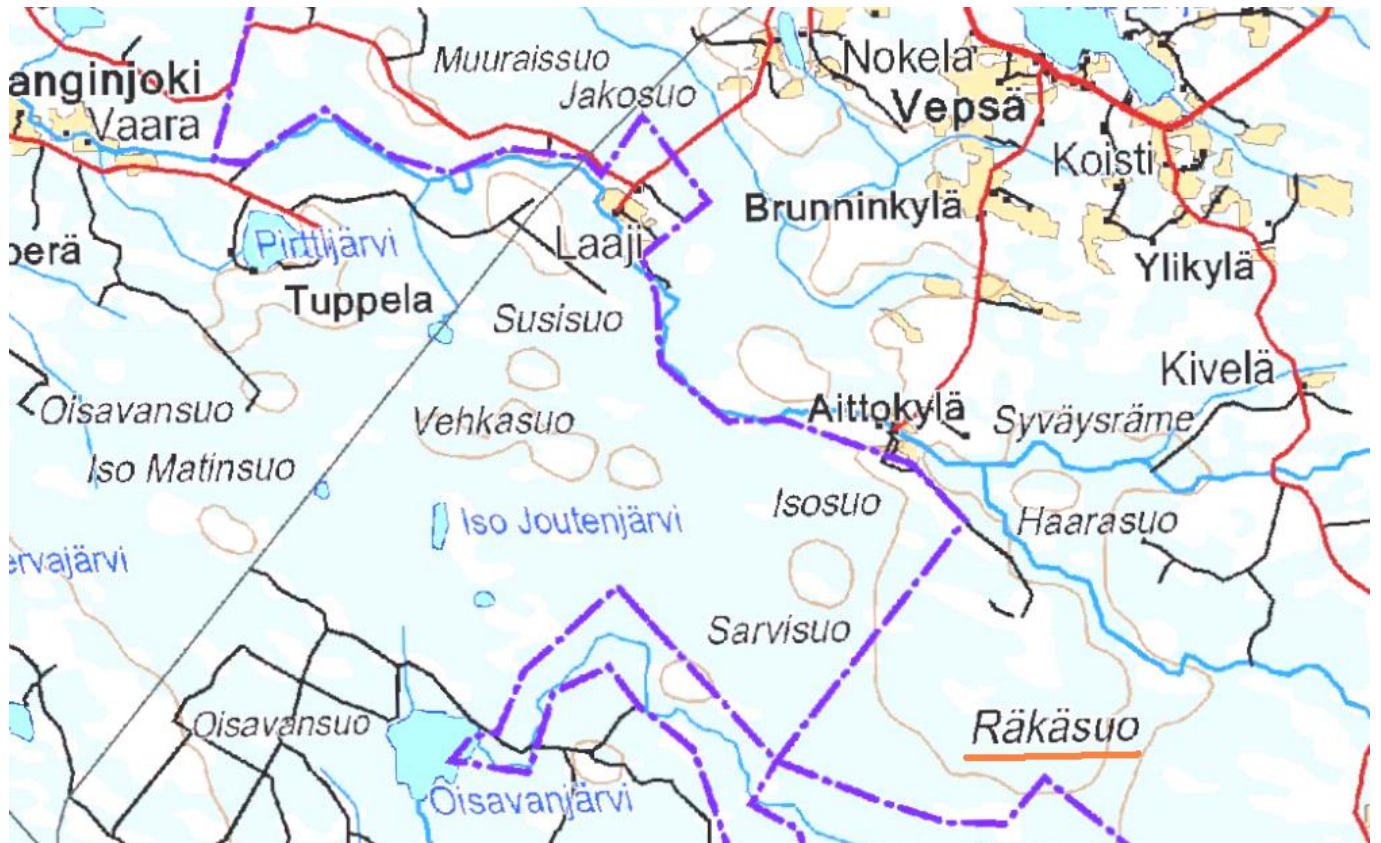 Muuraissuo
Nokela
anginjoki
Jakosuo
Vepsä
Vaara
Koisti
Brunninkylä
Pirttijärvi
Laaji
perä
Ylikylä
Tuppela
Susisuo
Kivelä
Oisavansuo
Vehkasuo
Aittokylä
Syväysräme
Iso Matinsuo
Isosuo
Iso Joutenjärvi
Haarasuo
ervajärvi
Sarvisuo
Oisavansuo
Räkäsuo
Oisavanjärvi